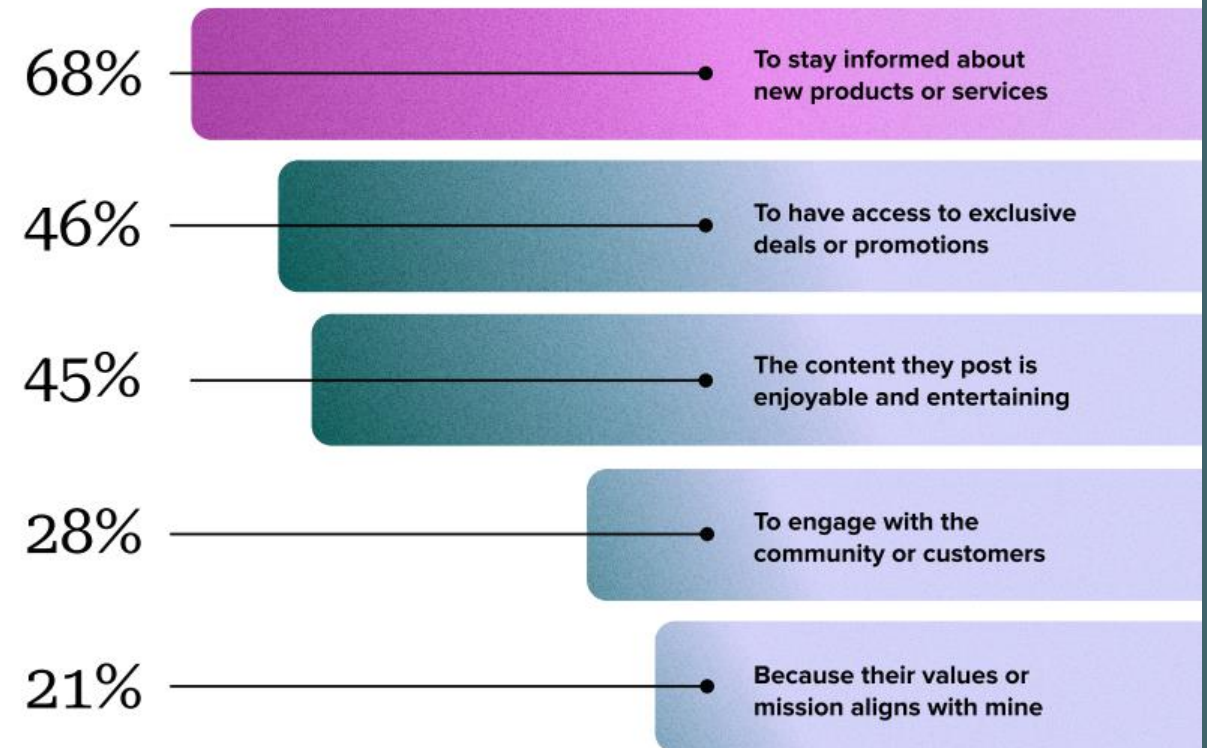 68%
To stay informed about
new products or services
46%
To have access to exclusive
deals or promotions
45%
The content they post is
enjoyable and entertaining
28%
To engage with the
community or customers
21%
Because their values or
mission aligns with mine